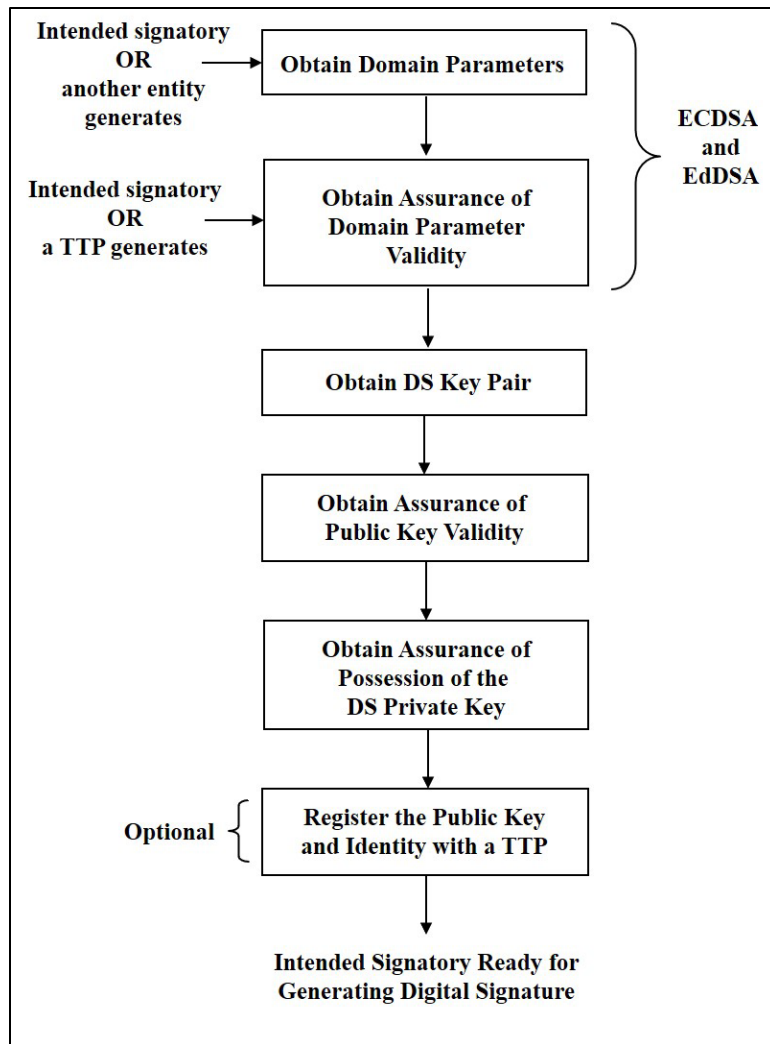 Intended signatory
OR
another entity
generates
Obtain Domain Parameters
ECDSA
and
EdDSA
Intended signatory
OR
a TTP generates
Obtain Assurance of
Domain Parameter
Validity
Obtain DS Key Pair
Obtain Assurance of
Public Key Validity
Obtain Assurance of
Possession of the
DS Private Key
Optional
Register the Public Key
and Identity with a TTP
Intended Signatory Ready for
Generating Digital Signature